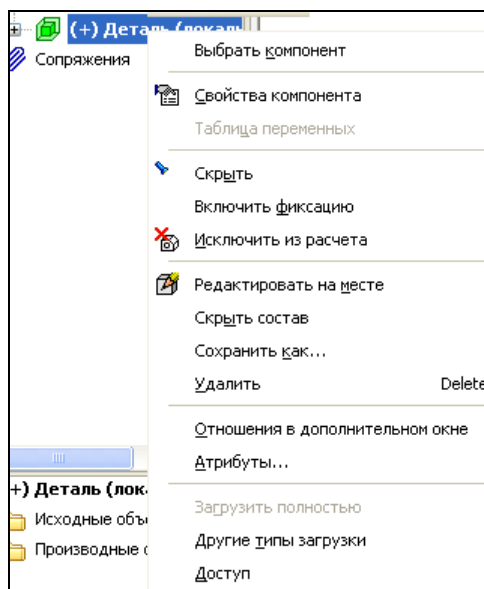 (+) Деталь (локаль
Сопряжения
Выбрать компонент
Свойства компонента
Таблица переменных
Скрыть
Включить фиксацию
Исключить из расчета
Редактировать на месте
Скрыть состав
Сохранить как...
Удалить Delete
Отношения в дополнительном окне
Атрибуты...
+) Деталь (лок
Исходные объ
Производные
Загрузить полностью
Другие типы загрузки
Доступ